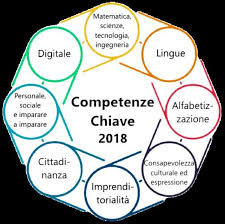 Matematica,
scienze,
tecnologia,
ingegneria
Lingue
Alfabetiz-
zazione
Consapevolezza
culturale ed
espressione
Imprendi-
torialità
Cittadi-
nanza
Personale,
sociale
e imparare
a imparare
Digitale
Competenze
Chiave
2018